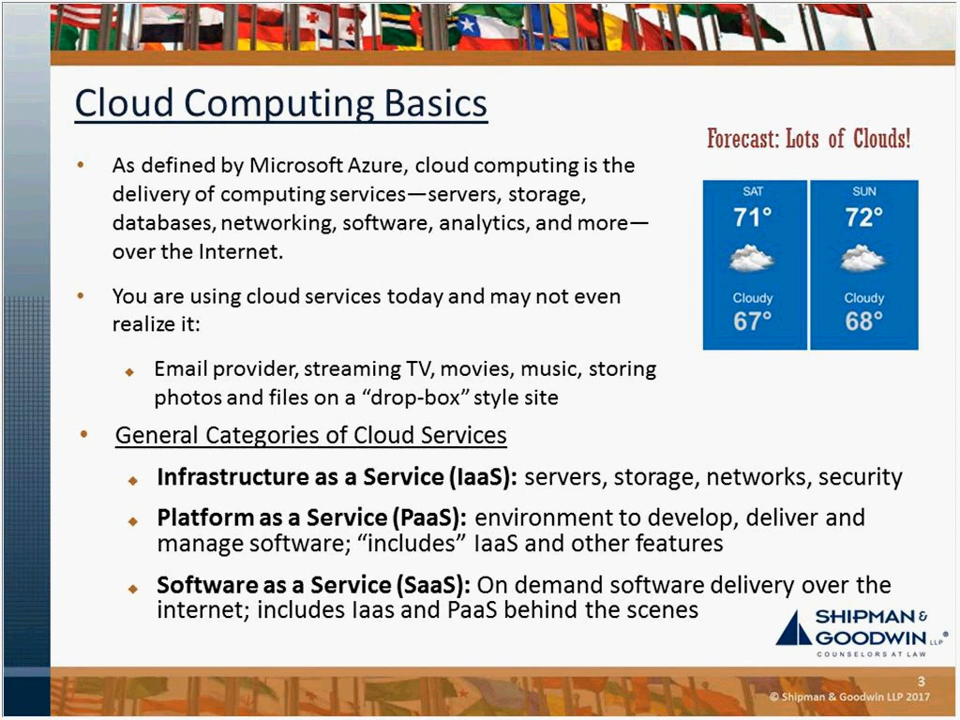 Cloud Computing Basics
Forecast: Lots of Clouds!
• As defined by Microsoft Azure, cloud computing is the
delivery of computing services—servers, storage,
databases, networking, software, analytics, and more—
over the Internet.
SAT
71°
Cloudy
67°
SUN
72°
Cloudy
68°
• You are using cloud services today and may not even
realize it:
◆ Email provider, streaming TV, movies, music, storing
photos and files on a “drop-box” style site
• General Categories of Cloud Services
◆ Infrastructure as a Service (IaaS): servers, storage, networks, security
◆ Platform as a Service (PaaS): environment to develop, deliver and
manage software; “includes” IaaS and other features
◆ Software as a Service (SaaS): On demand software delivery over the
internet; includes Iaas and PaaS behind the scenes
SHIPMAN &
GOODWIN LLP®
COUNSELORS AT LAW
3
© Shipman & Goodwin LLP 2017